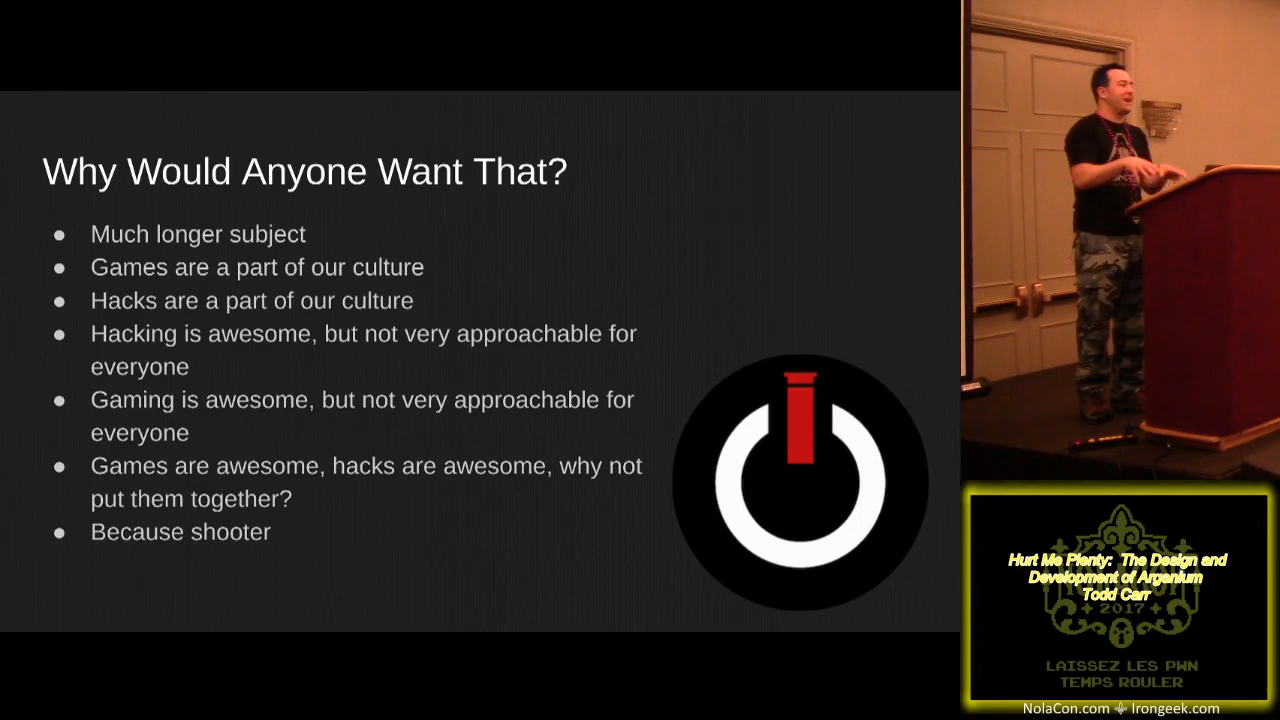 Why Would Anyone Want That?
● Much longer subject
● Games are a part of our culture
● Hacks are a part of our culture
● Hacking is awesome, but not very approachable for
everyone
● Gaming is awesome, but not very approachable for
everyone
● Games are awesome, hacks are awesome, why not
put them together?
● Because shooter
Hurt Me Plenty: The Design and
Development of Arganium
Todd Carr
2017
LAISSEZ LES PWN
TEMPS ROULER
NolaCon.com ⚜ Irongeek.com